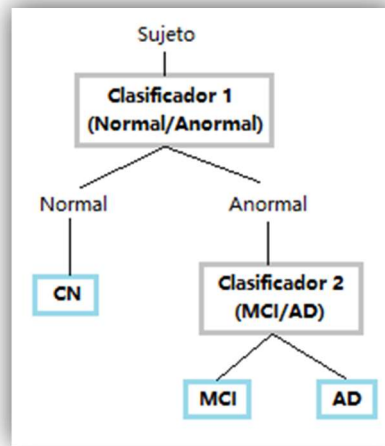 Sujeto
Clasificador 1
(Normal/Anormal)
Normal
Anormal
CN
Clasificador 2
(MCI/AD)
MCI
AD